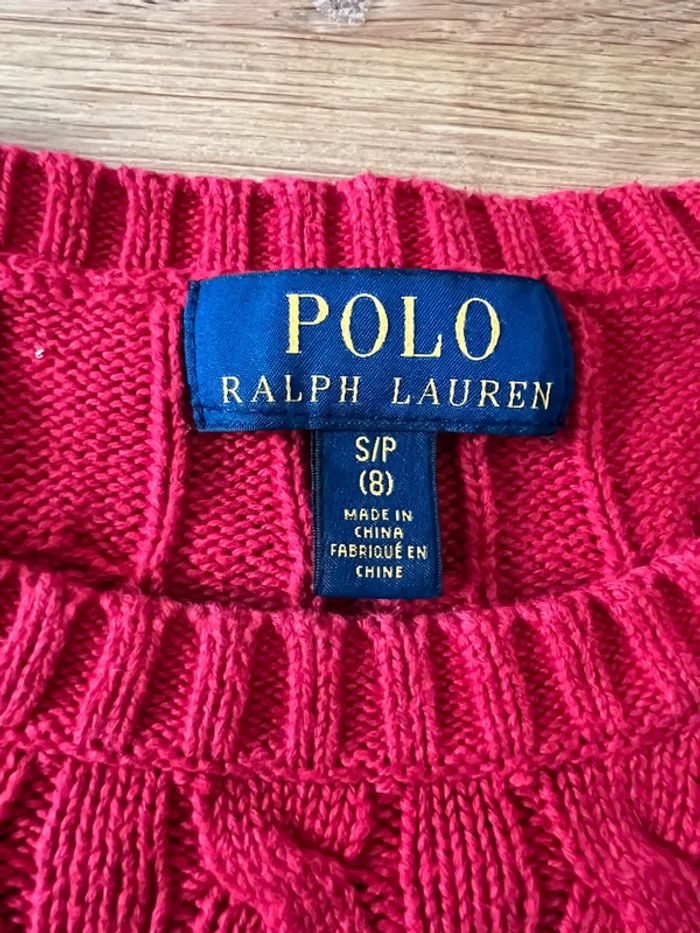 POLO
RALPH LAUREN
S/P
(8)
MADE IN
CHINA
FABRIQUÉ EN
CHINE